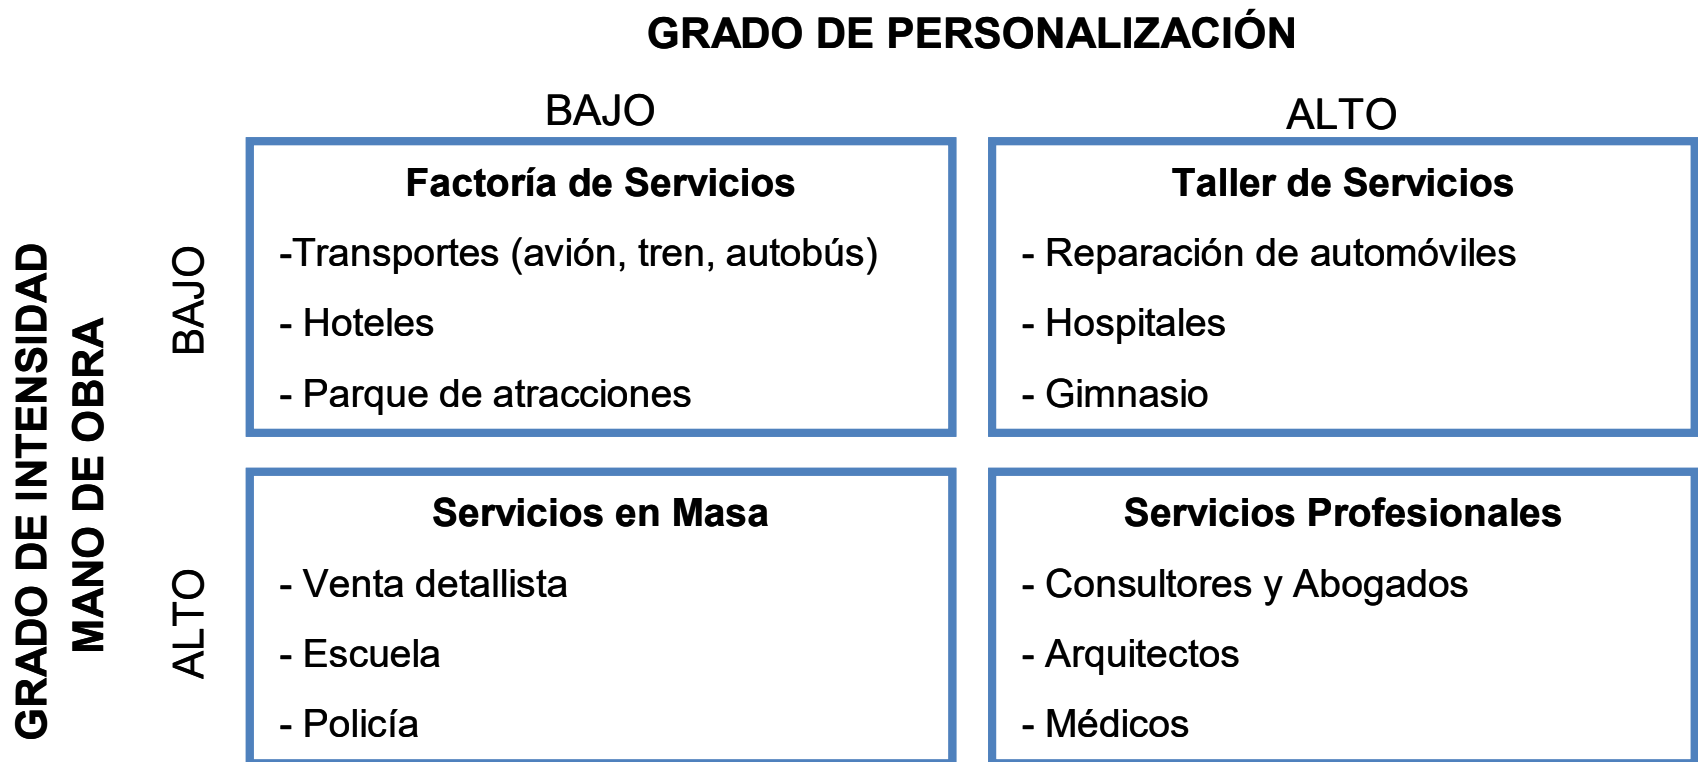 GRADO DE PERSONALIZACIÓN
BAJO
ALTO
GRADO DE INTENSIDAD
MANO DE OBRA
BAJO
Factoría de Servicios
-Transportes (avión, tren, autobús)
- Hoteles
- Parque de atracciones
Taller de Servicios
- Reparación de automóviles
- Hospitales
- Gimnasio
ALTO
Servicios en Masa
- Venta detallista
- Escuela
- Policía
Servicios Profesionales
- Consultores y Abogados
- Arquitectos
- Médicos